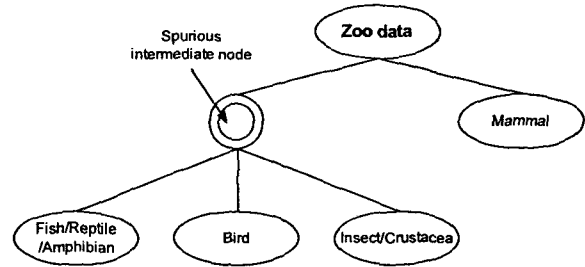 Spurious
intermediate node
Zoo data
Mammal
Fish/Reptile
/Amphibian
Bird
Insect/Crustacea